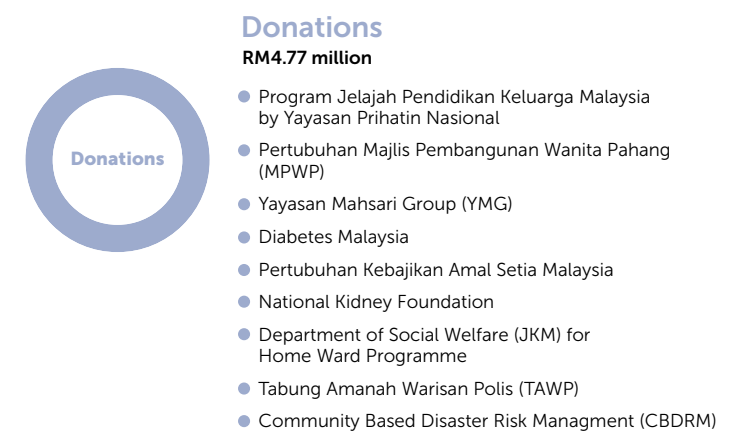 Donations
RM4.77 million
Donations
Program Jelajah Pendidikan Keluarga Malaysia
by Yayasan Prihatin Nasional
Pertubuhan Majlis Pembangunan Wanita Pahang
(MPWP)
Yayasan Mahsari Group (YMG)
Diabetes Malaysia
Pertubuhan Kebajikan Amal Setia Malaysia
National Kidney Foundation
Department of Social Welfare (JKM) for
Home Ward Programme
Tabung Amanah Warisan Polis (TAWP)
Community Based Disaster Risk Managment (CBDRM)